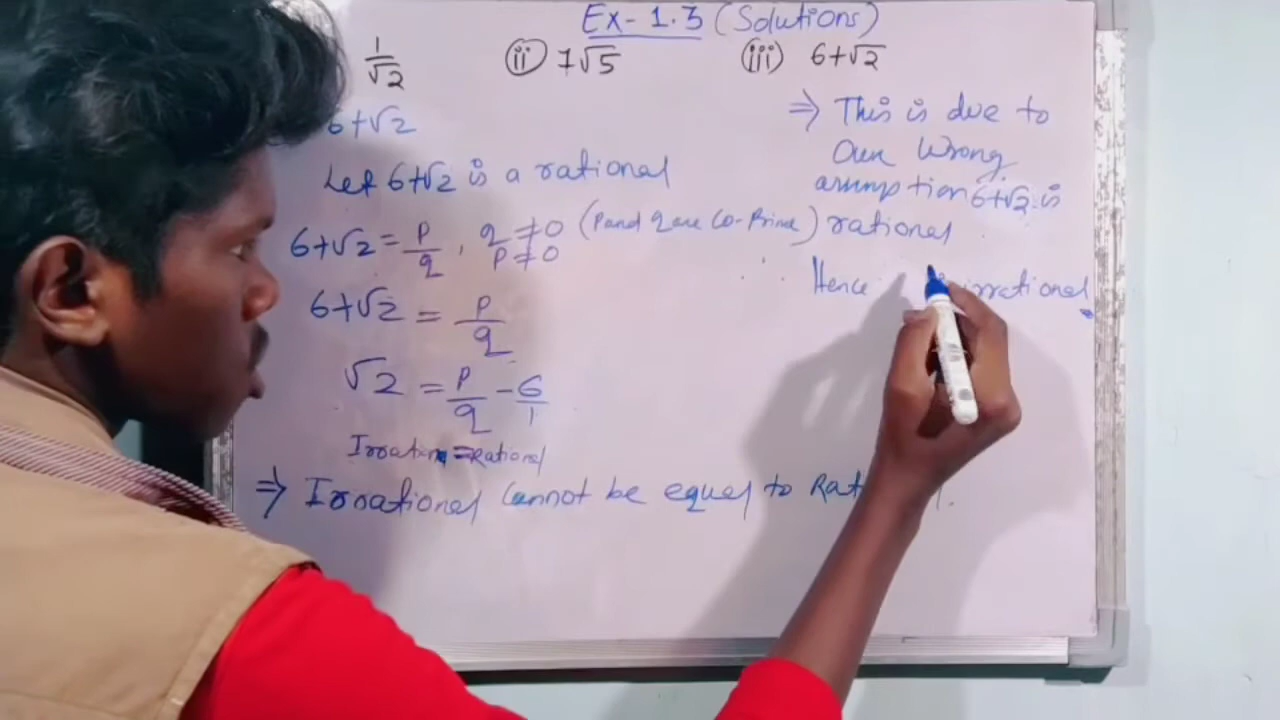 Ex- 1.3 (Solutions)
1/√2 (ii) 7√5 (iii) 6+√2
6+√2
Let 6+√2 is a rational
6+√2 = p/q , q≠0 (P and q are Co-Prime)
P≠0
6+√2 = P/q
√2 = P/q - 6/1
= Rational
⇒ Irrational Cannot be equal to
⇒ This is due to
Our Wrong
assumption 6+√2 is
rational
Hence irrational